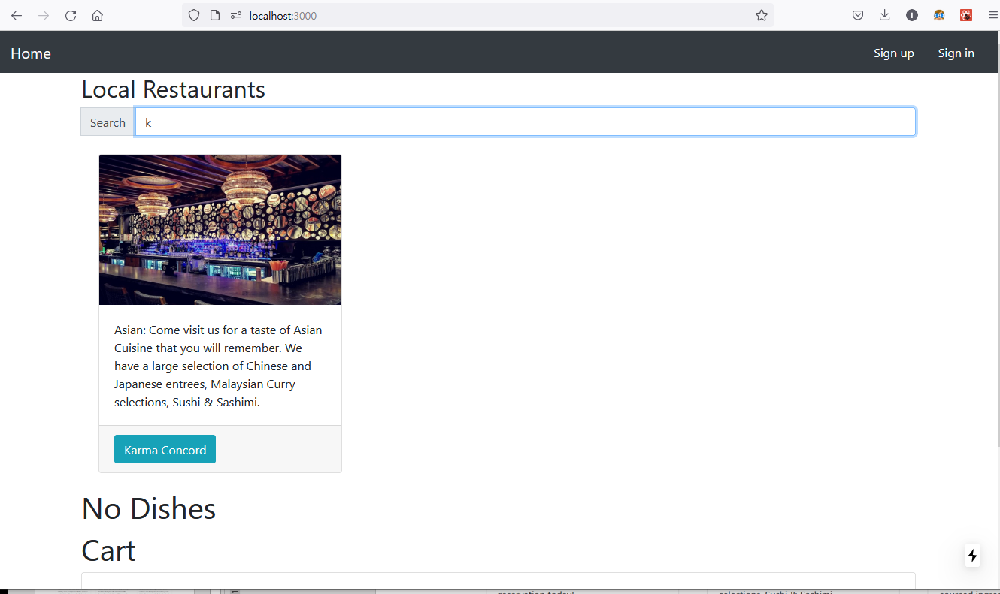 localhost:3000
Home
Sign up
Sign in
Local Restaurants
Search
k
Asian: Come visit us for a taste of Asian
Cuisine that you will remember. We
have a large selection of Chinese and
Japanese entrees, Malaysian Curry
selections, Sushi & Sashimi.
Karma Concord
No Dishes
Cart